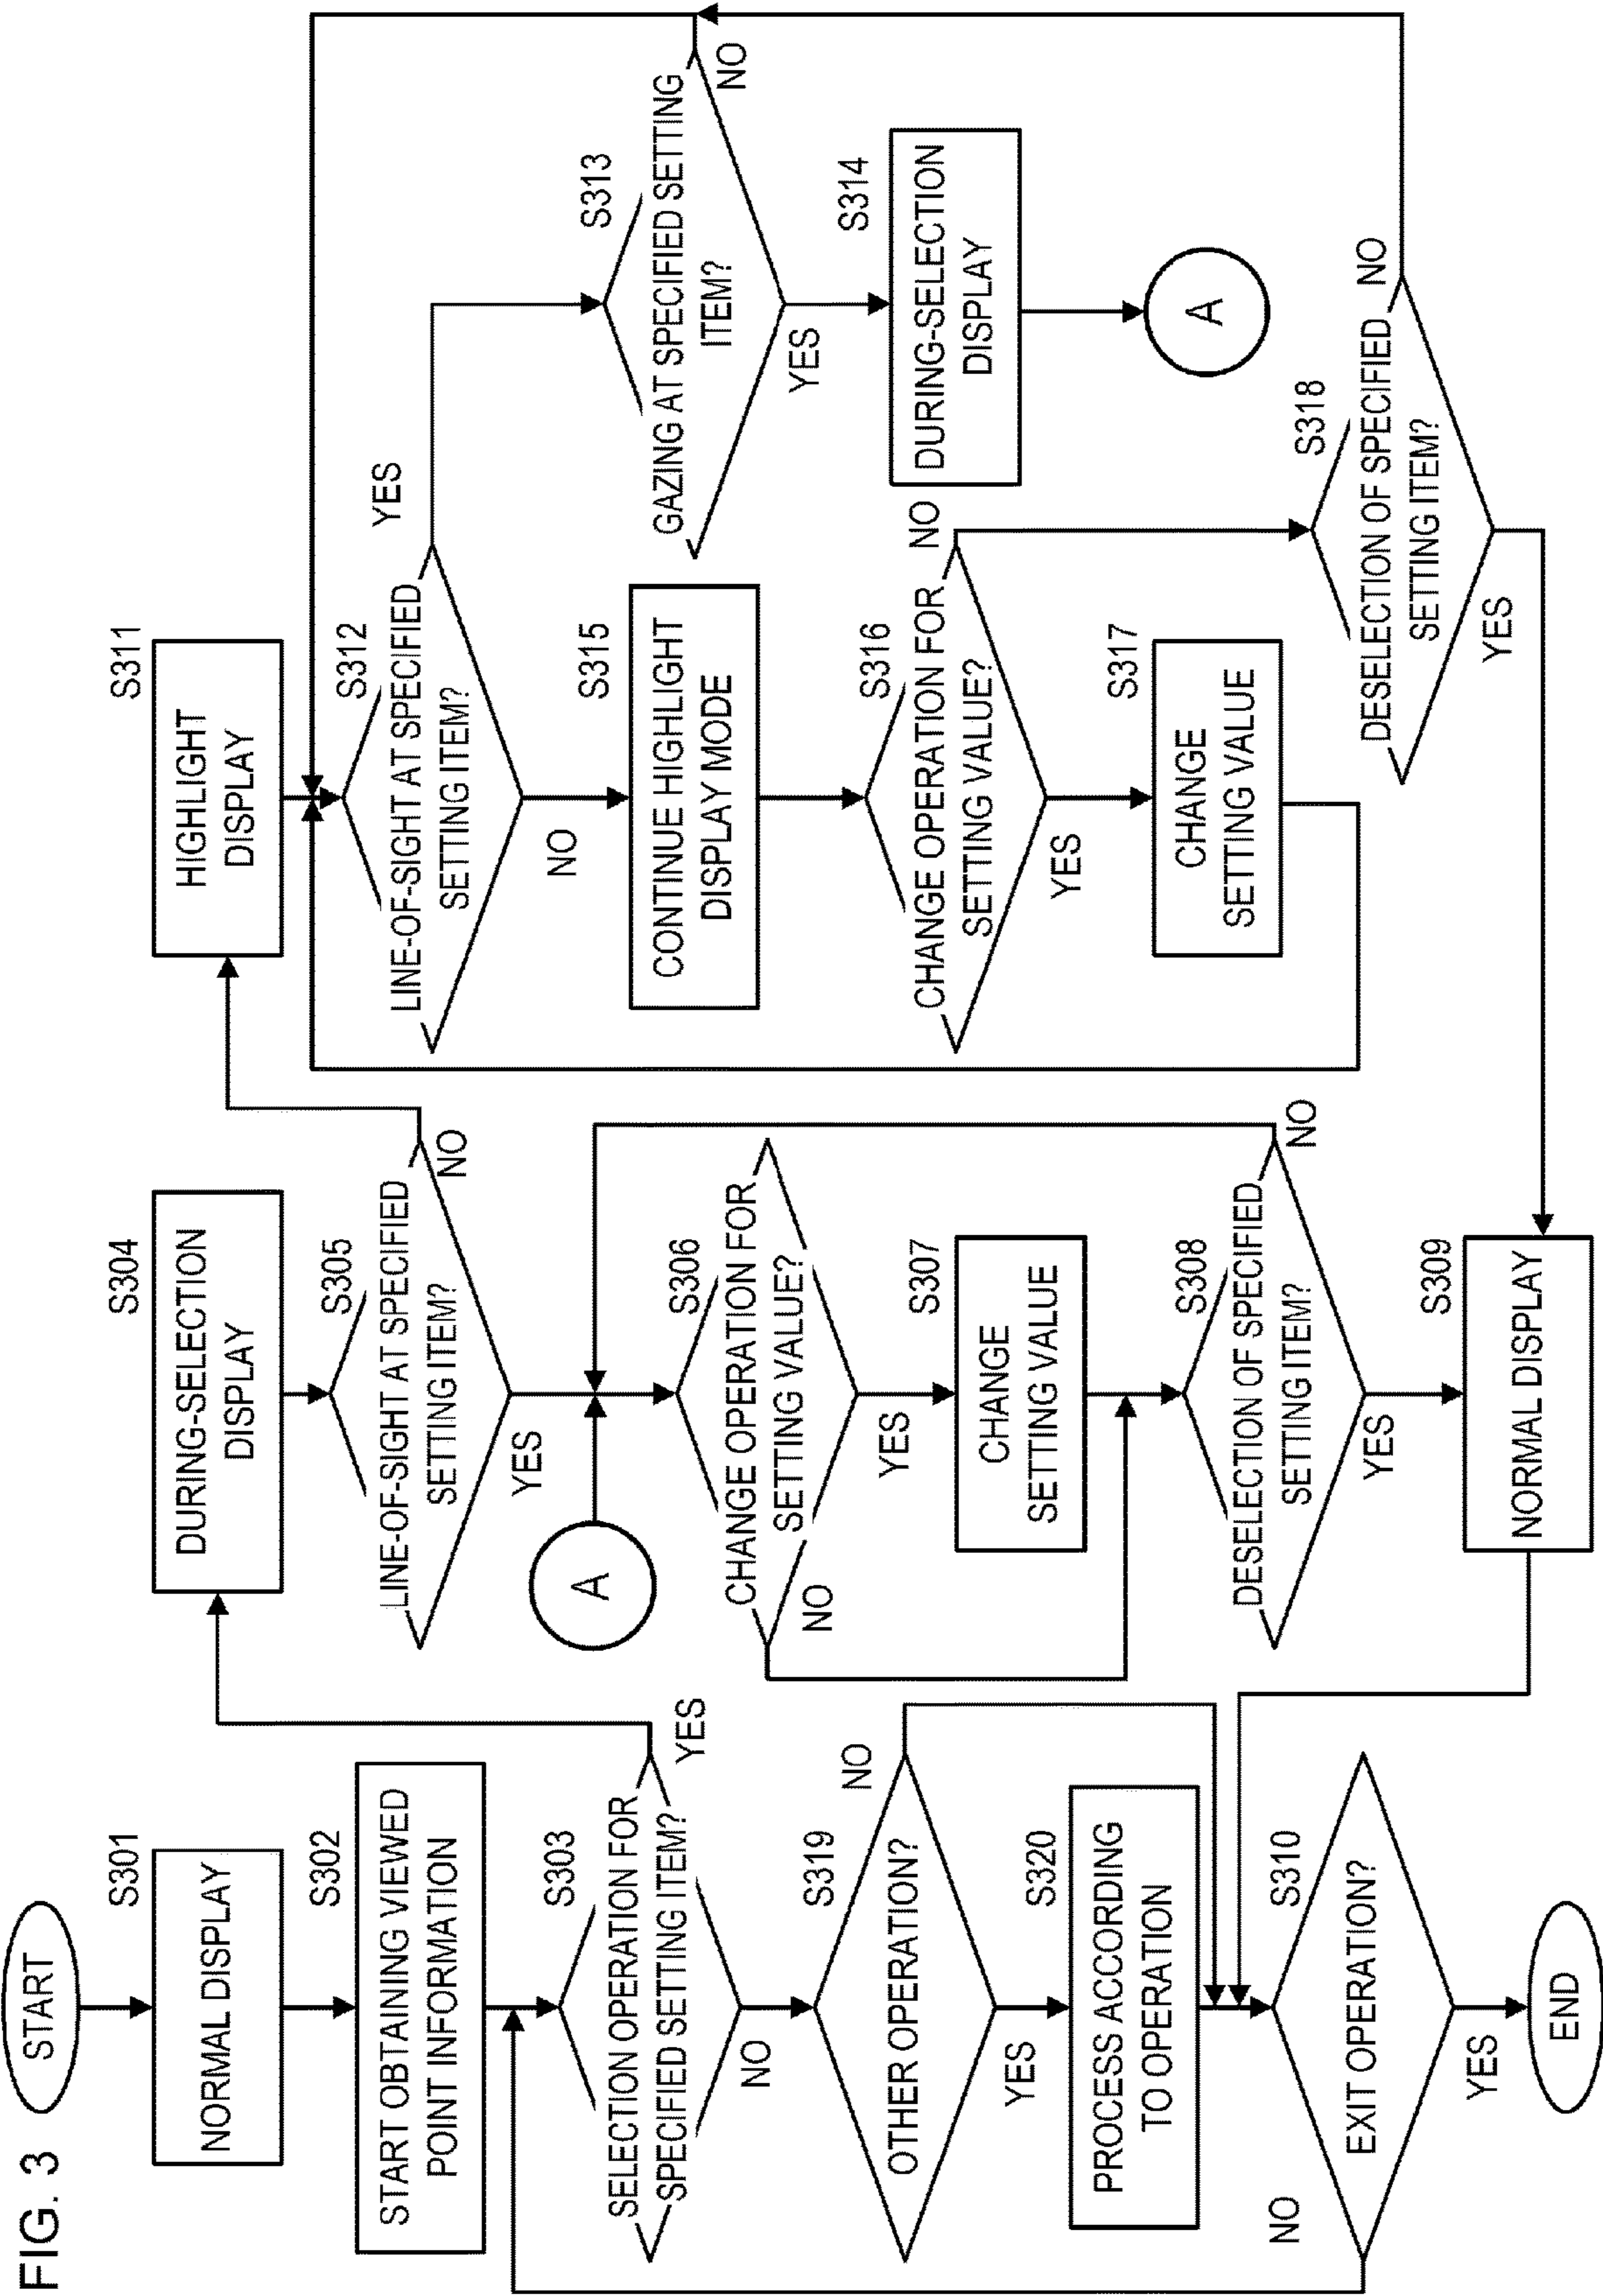 FIG. 3
START
S301
NORMAL DISPLAY
S302
START OBTAINING VIEWED
POINT INFORMATION
S303
SELECTION OPERATION FOR
SPECIFIED SETTING ITEM?
YES
NO
S319
OTHER OPERATION?
NO
YES
S320
PROCESS ACCORDING
TO OPERATION
S310
EXIT OPERATION?
NO
YES
END
S304
DURING-SELECTION
DISPLAY
S305
LINE-OF-SIGHT AT SPECIFIED
SETTING ITEM?
NO
YES
A
S306
CHANGE OPERATION FOR
SETTING VALUE?
NO
YES
S307
CHANGE
SETTING VALUE
S308
DESELECTION OF SPECIFIED
SETTING ITEM?
NO
YES
S309
NORMAL DISPLAY
S311
HIGHLIGHT
DISPLAY
S312
LINE-OF-SIGHT AT SPECIFIED
SETTING ITEM?
YES
NO
S315
CONTINUE HIGHLIGHT
DISPLAY MODE
S316
CHANGE OPERATION FOR
SETTING VALUE?
NO
YES
S317
CHANGE
SETTING VALUE
S313
GAZING AT SPECIFIED SETTING
ITEM?
NO
YES
S314
DURING-SELECTION
DISPLAY
A
S318
DESELECTION OF SPECIFIED
SETTING ITEM?
NO
YES